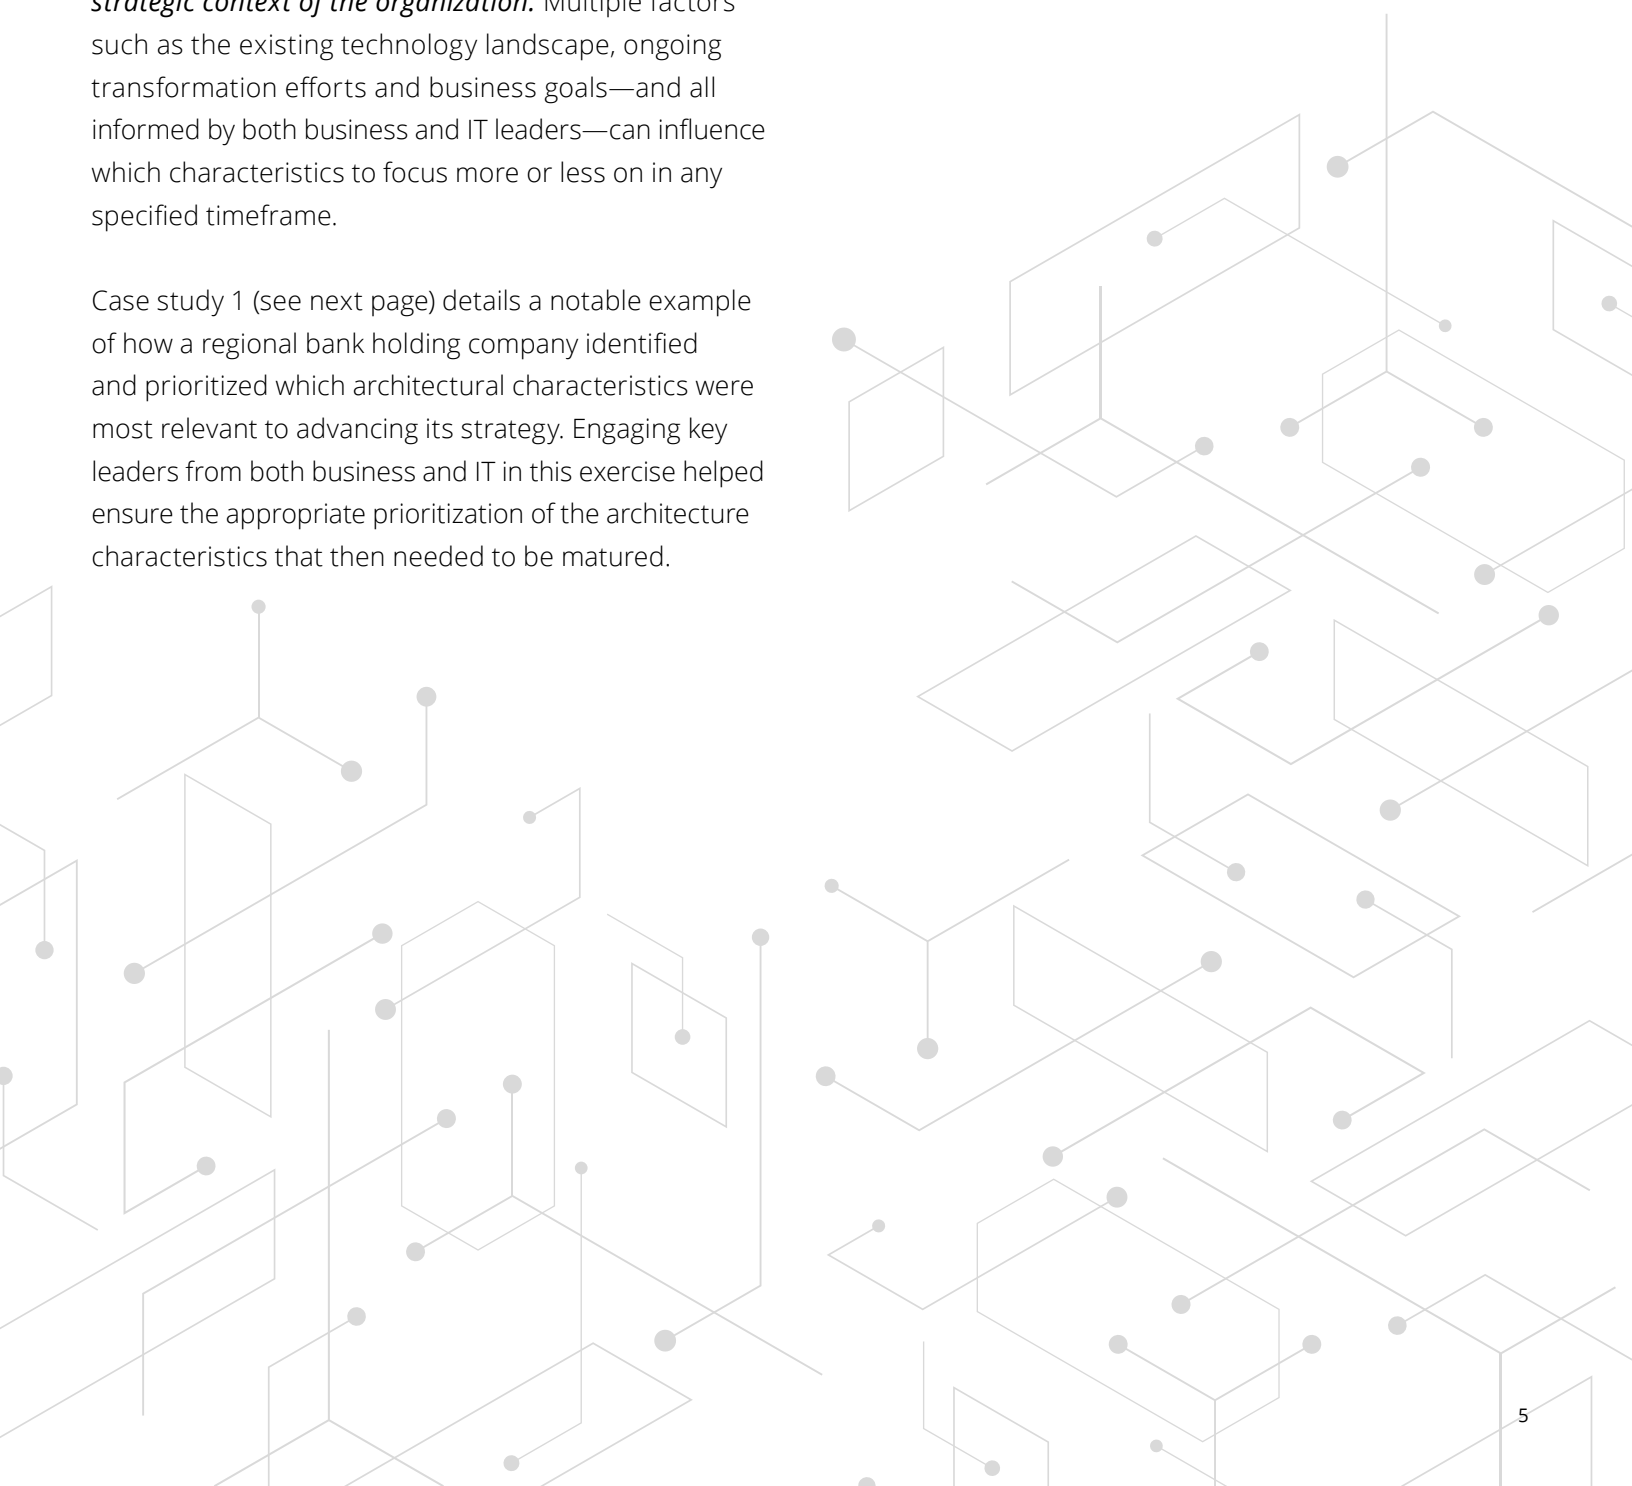 strategic context of the organization. Multiple factors
such as the existing technology landscape, ongoing
transformation efforts and business goals—and all
informed by both business and IT leaders—can influence
which characteristics to focus more or less on in any
specified timeframe.
Case study 1 (see next page) details a notable example
of how a regional bank holding company identified
and prioritized which architectural characteristics were
most relevant to advancing its strategy. Engaging key
leaders from both business and IT in this exercise helped
ensure the appropriate prioritization of the architecture
characteristics that then needed to be matured.
5